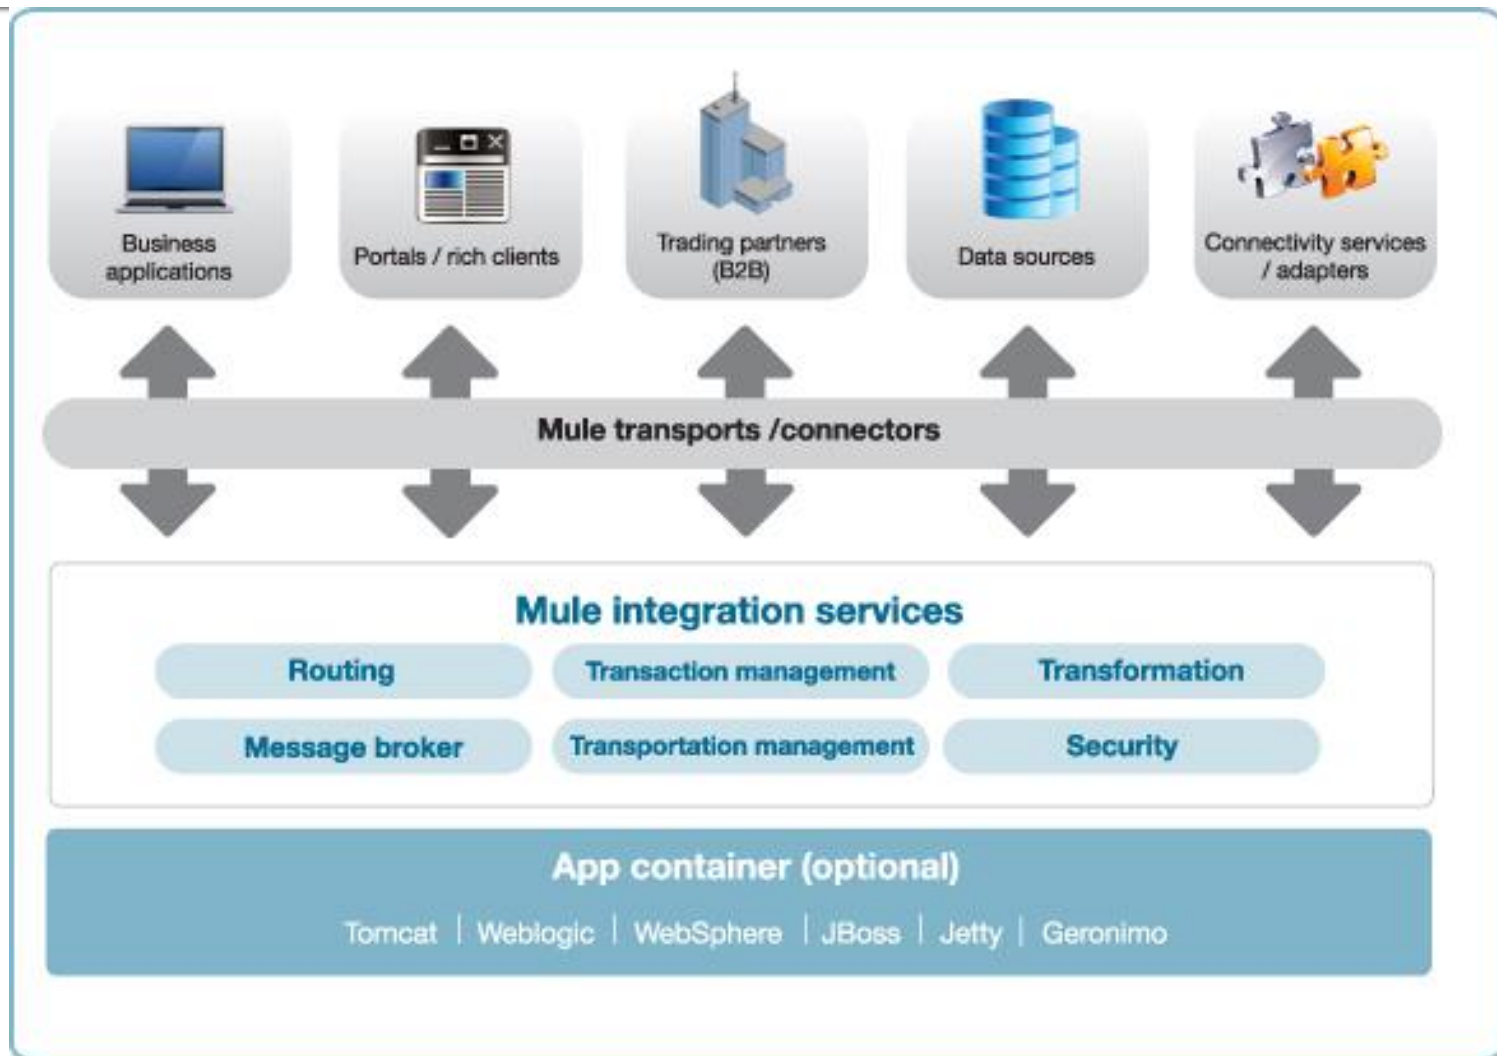 Business
applications
Portals / rich clients
Trading partners
(B2B)
Data sources
Connectivity services
/ adapters
Mule transports /connectors
Mule integration services
Routing
Transaction management
Transformation
Message broker
Transportation management
Security
App container (optional)
Tomcat | Weblogic | WebSphere | JBoss | Jetty | Geronimo